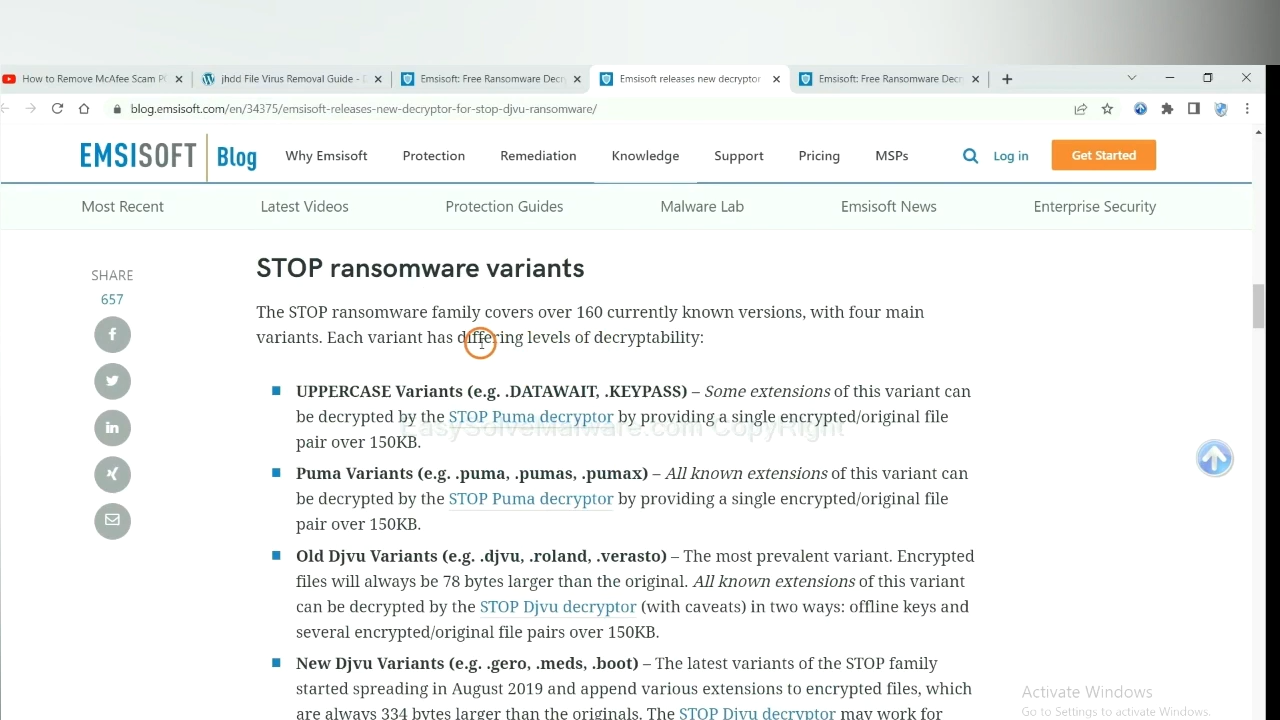 How to Remove McAfee Scam P
jhdd File Virus Removal Guide -
Emsisoft: Free Ransomware Decr
Emsisoft releases new decryptor
Emsisoft: Free Ransomware Decr
blog.emsisoft.com/en/34375/emsisoft-releases-new-decryptor-for-stop-djvu-ransomware/
EMSISOFT Blog
Why Emsisoft
Protection
Remediation
Knowledge
Support
Pricing
MSPs
Log in
Get Started
Most Recent
Latest Videos
Protection Guides
Malware Lab
Emsisoft News
Enterprise Security
SHARE
657
STOP ransomware variants
The STOP ransomware family covers over 160 currently known versions, with four main
variants. Each variant has differing levels of decryptability:
UPPERCASE Variants (e.g. .DATAWAIT, .KEYPASS) – Some extensions of this variant can
be decrypted by the STOP Puma decryptor by providing a single encrypted/original file
EasySolveMalware.com CopyRight
pair over 150KB.
Puma Variants (e.g. .puma, .pumas, .pumax) – All known extensions of this variant can
be decrypted by the STOP Puma decryptor by providing a single encrypted/original file
pair over 150KB.
Old Djvu Variants (e.g. .djvu, .roland, .verasto) – The most prevalent variant. Encrypted
files will always be 78 bytes larger than the original. All known extensions of this variant
can be decrypted by the STOP Djvu decryptor (with caveats) in two ways: offline keys and
several encrypted/original file pairs over 150KB.
New Djvu Variants (e.g. .gero, .meds, .boot) – The latest variants of the STOP family
started spreading in August 2019 and append various extensions to encrypted files, which
are always 334 bytes larger than the originals. The STOP Djvu decryptor may work for
Activate Windows
Go to Settings to activate Windows.